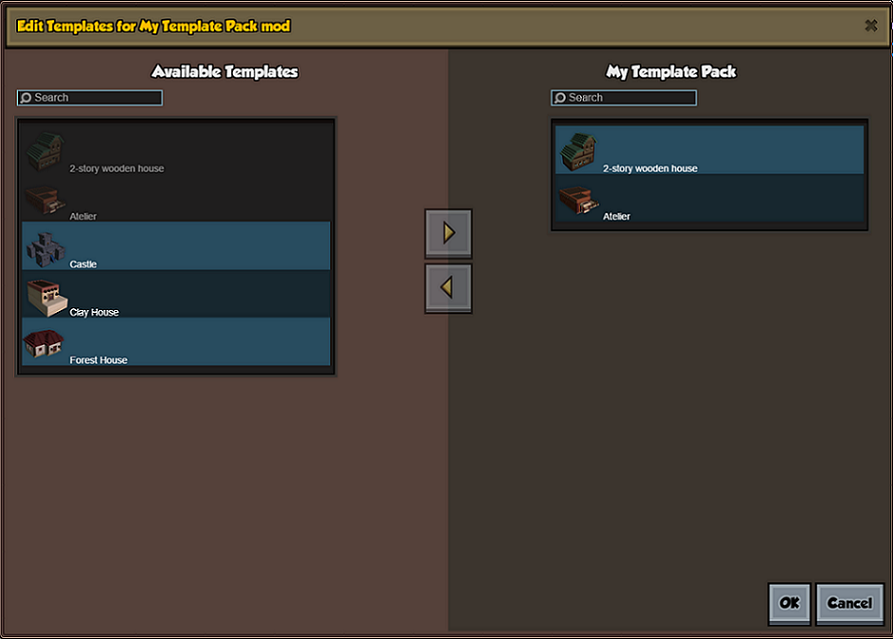 Edit Templates for My Template Pack mod
Available Templates
Search
2-story wooden house
Atelier
Castle
Clay House
Forest House
My Template Pack
Search
2-story wooden house
Atelier
OK
Cancel